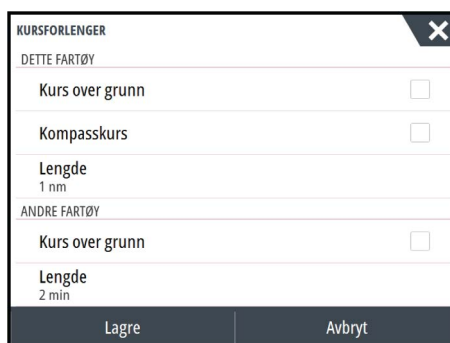 KURSFORLENGER
DETTE FARTØY
Kurs over grunn
Kompasskurs
Lengde
1 nm
ANDRE FARTØY
Kurs over grunn
Lengde
2 min
Lagre Avbryt